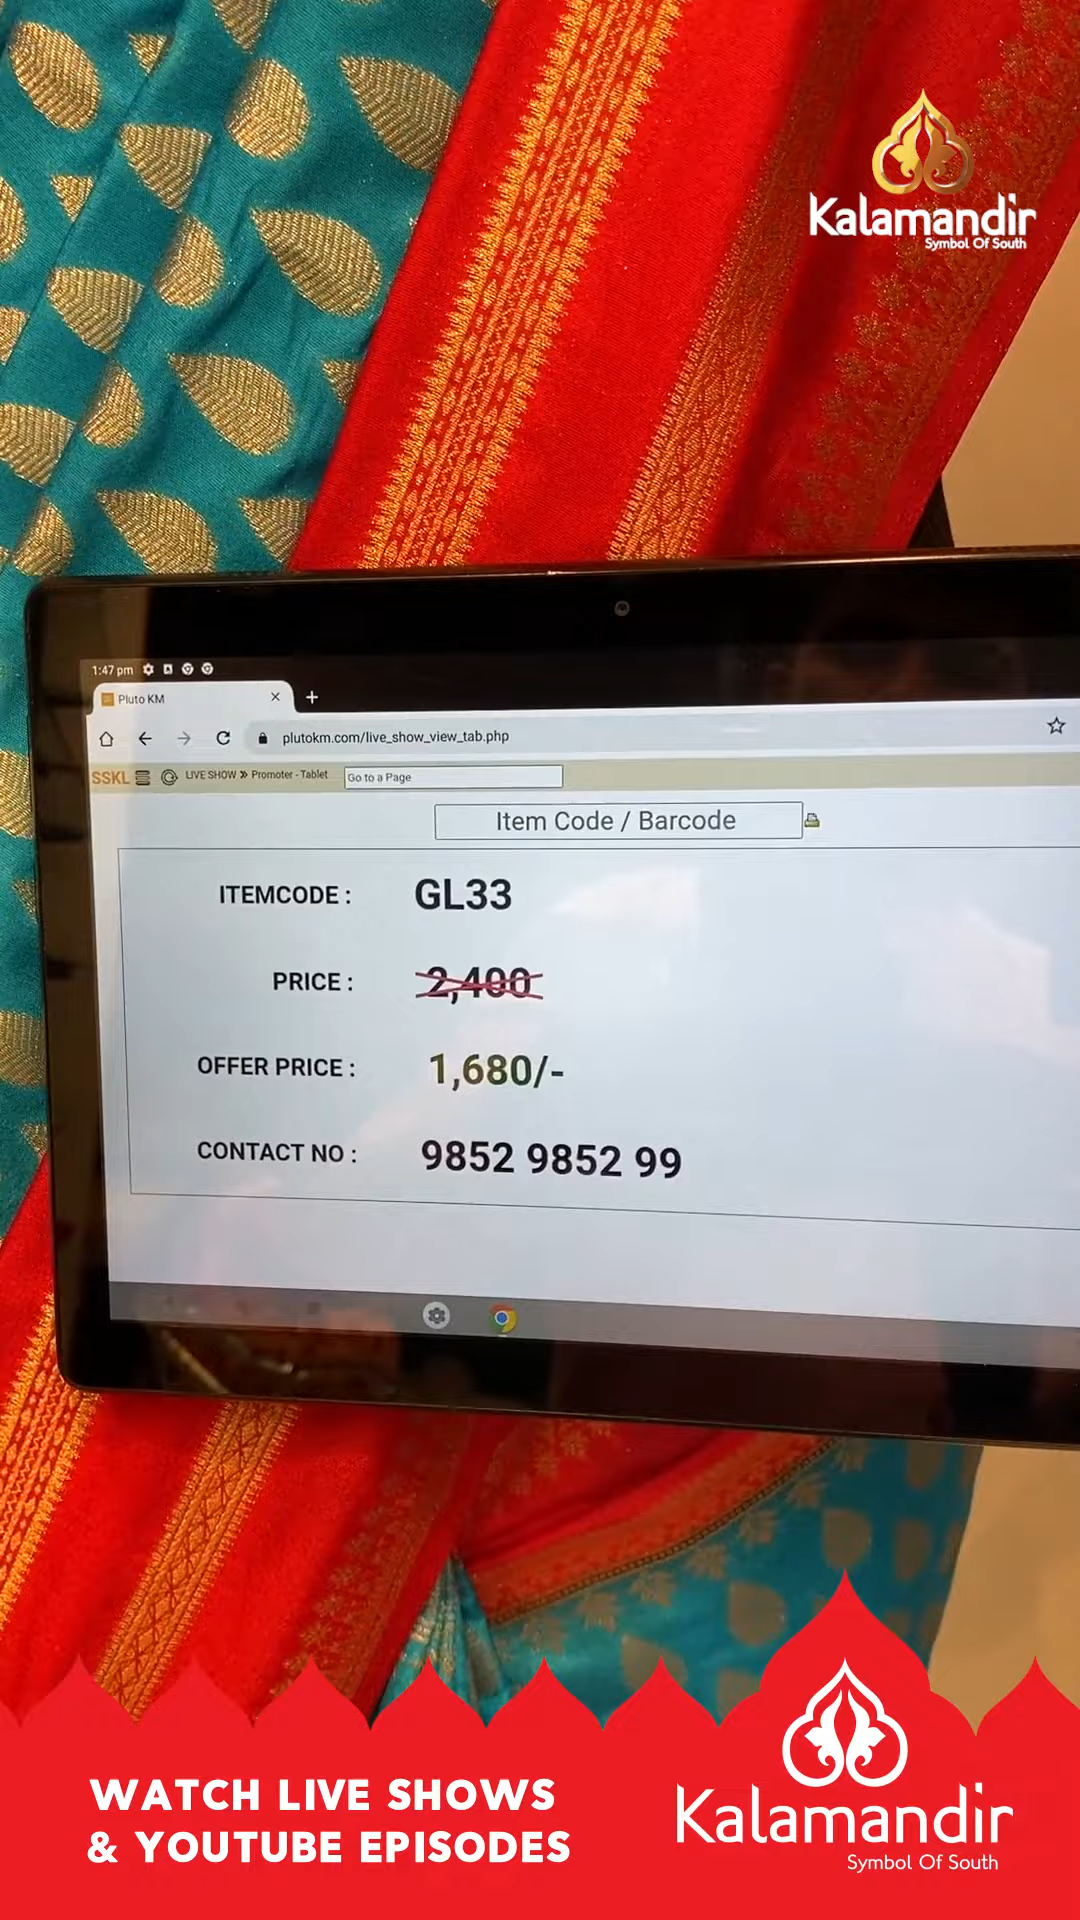 Kalamandir
Symbol Of South
1:47 pm
Pluto KM
plutokm.com/live_show_view_tab.php
SSKL LIVE SHOW » Promoter - Tablet Go to a Page
Item Code / Barcode
ITEMCODE : GL33
PRICE : 2,400
OFFER PRICE : 1,680/-
CONTACT NO : 9852 9852 99
WATCH LIVE SHOWS
& YOUTUBE EPISODES
Kalamandir
Symbol Of South